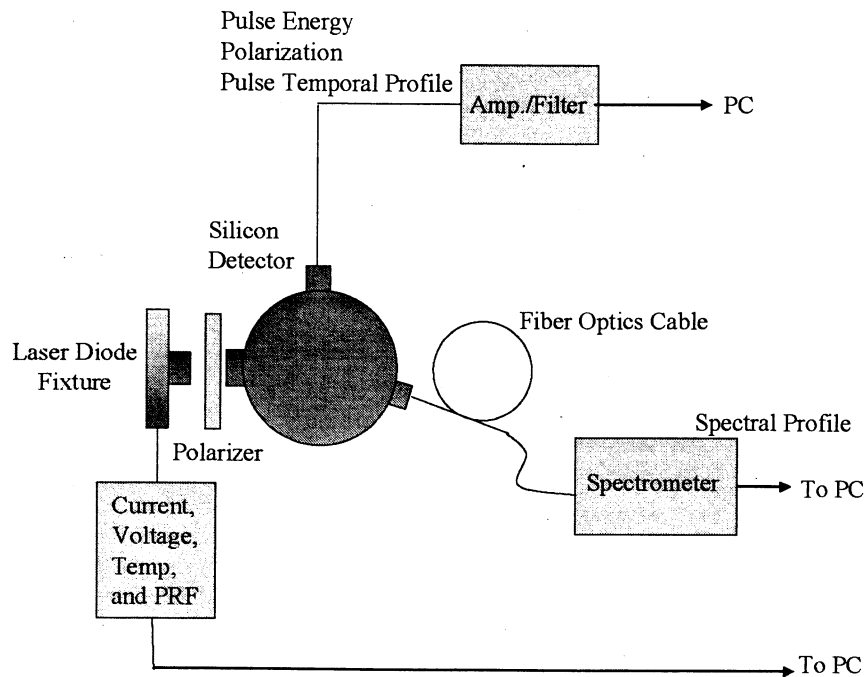 Pulse Energy
Polarization
Pulse Temporal Profile
Amp./Filter
PC
Silicon
Detector
Fiber Optics Cable
Laser Diode
Fixture
Polarizer
Spectral Profile
Spectrometer
To PC
Current,
Voltage,
Temp,
and PRF
To PC